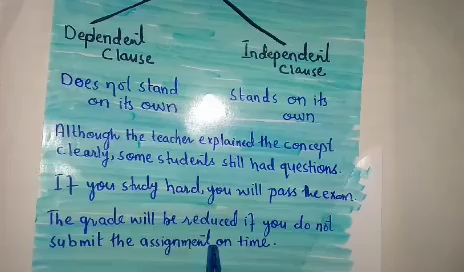 Dependent
Clause
Independent
Clause
Does not stand
on its own
Stands on its
own
Although the teacher explained the concept
clearly, some students still had questions.
If you study hard, you will pass the exam.
The grade will be reduced if you do not
submit the assignment on time.